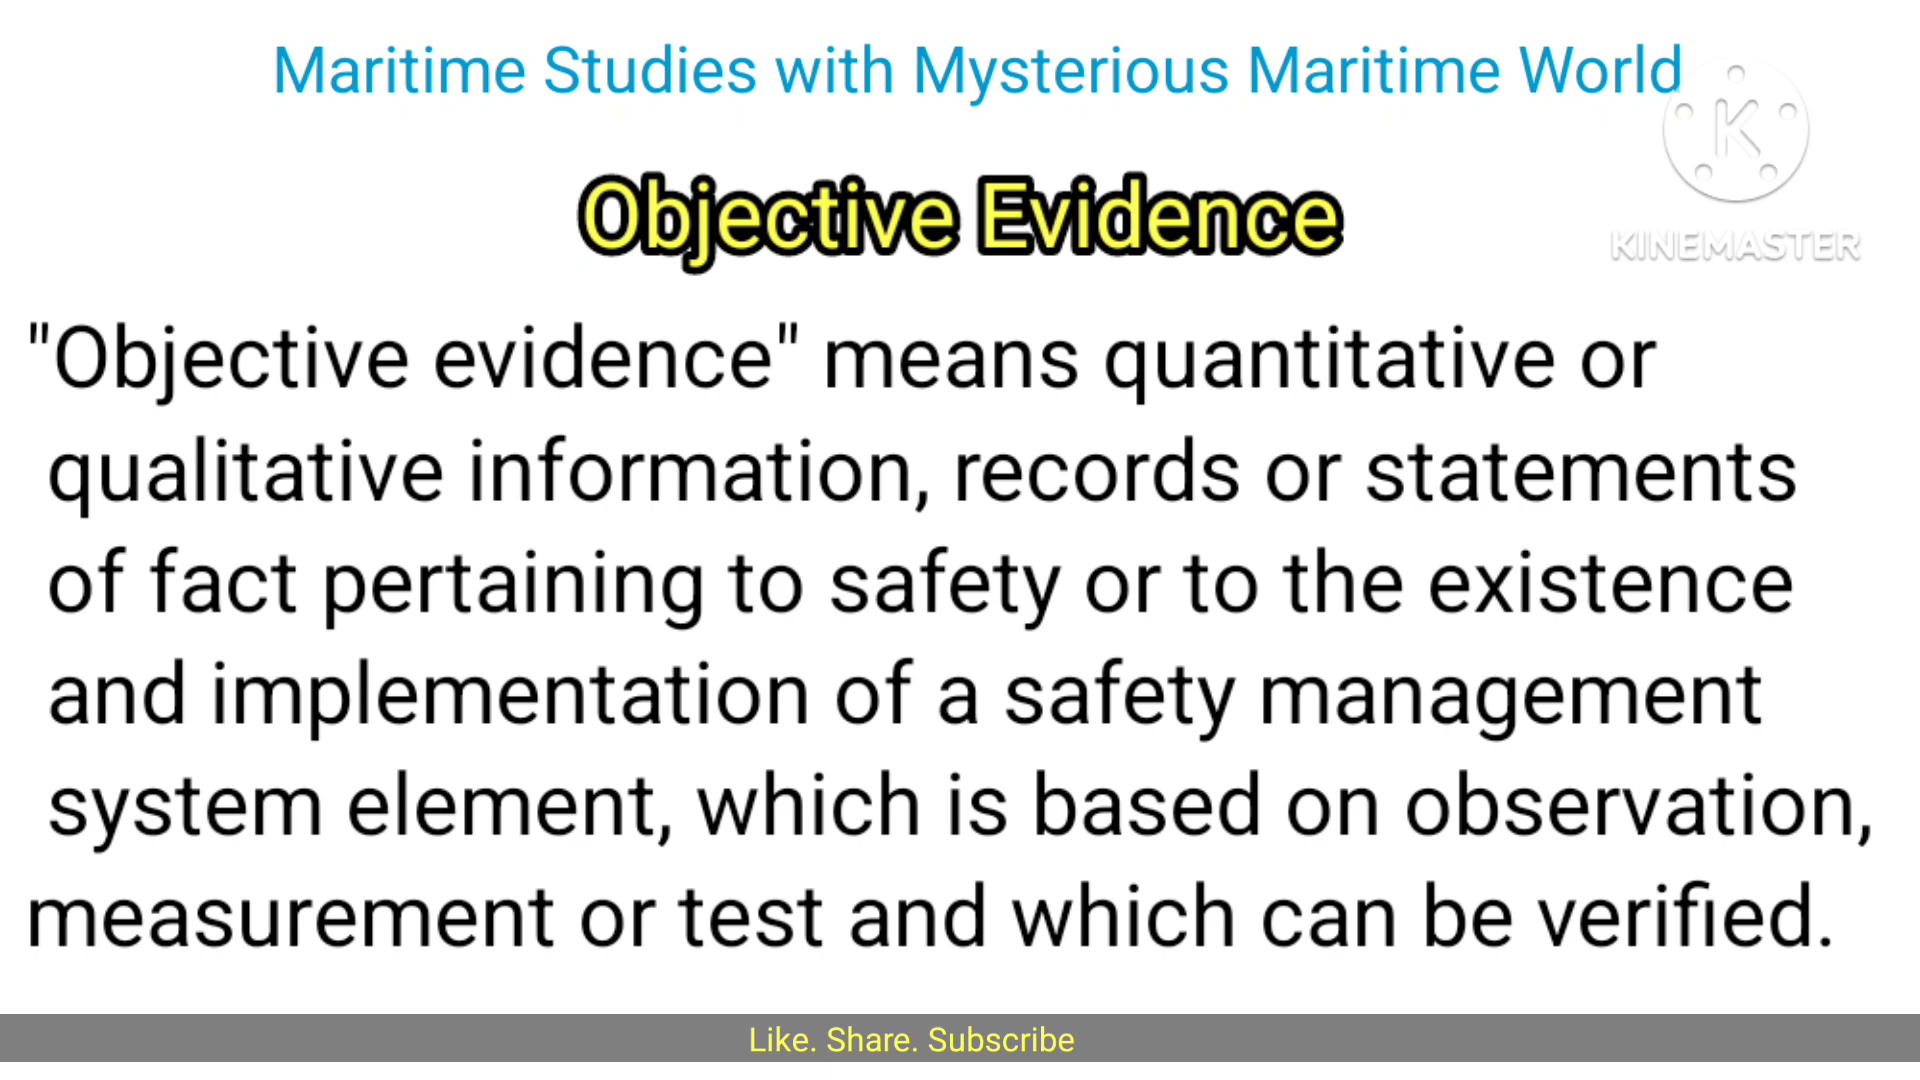 Maritime Studies with Mysterious Maritime World
K
KINEMASTER
Objective Evidence
"Objective evidence" means quantitative or
qualitative information, records or statements
of fact pertaining to safety or to the existence
and implementation of a safety management
system element, which is based on observation,
measurement or test and which can be verified.
Like. Share. Subscribe